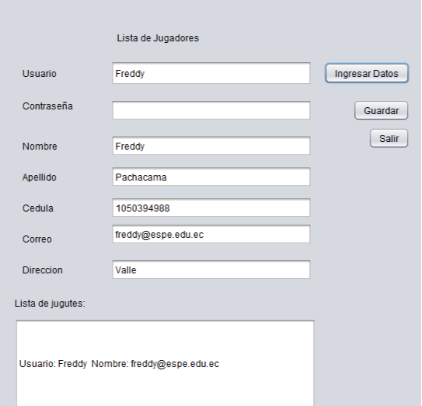 Lista de Jugadores
Usuario Freddy Ingresar Datos
Contraseña Guardar
Salir
Nombre Freddy
Apellido Pachacama
Cedula 1050394988
Correo freddy@espe.edu.ec
Direccion Valle
Lista de jugutes:
Usuario: Freddy Nombre: freddy@espe.edu.ec